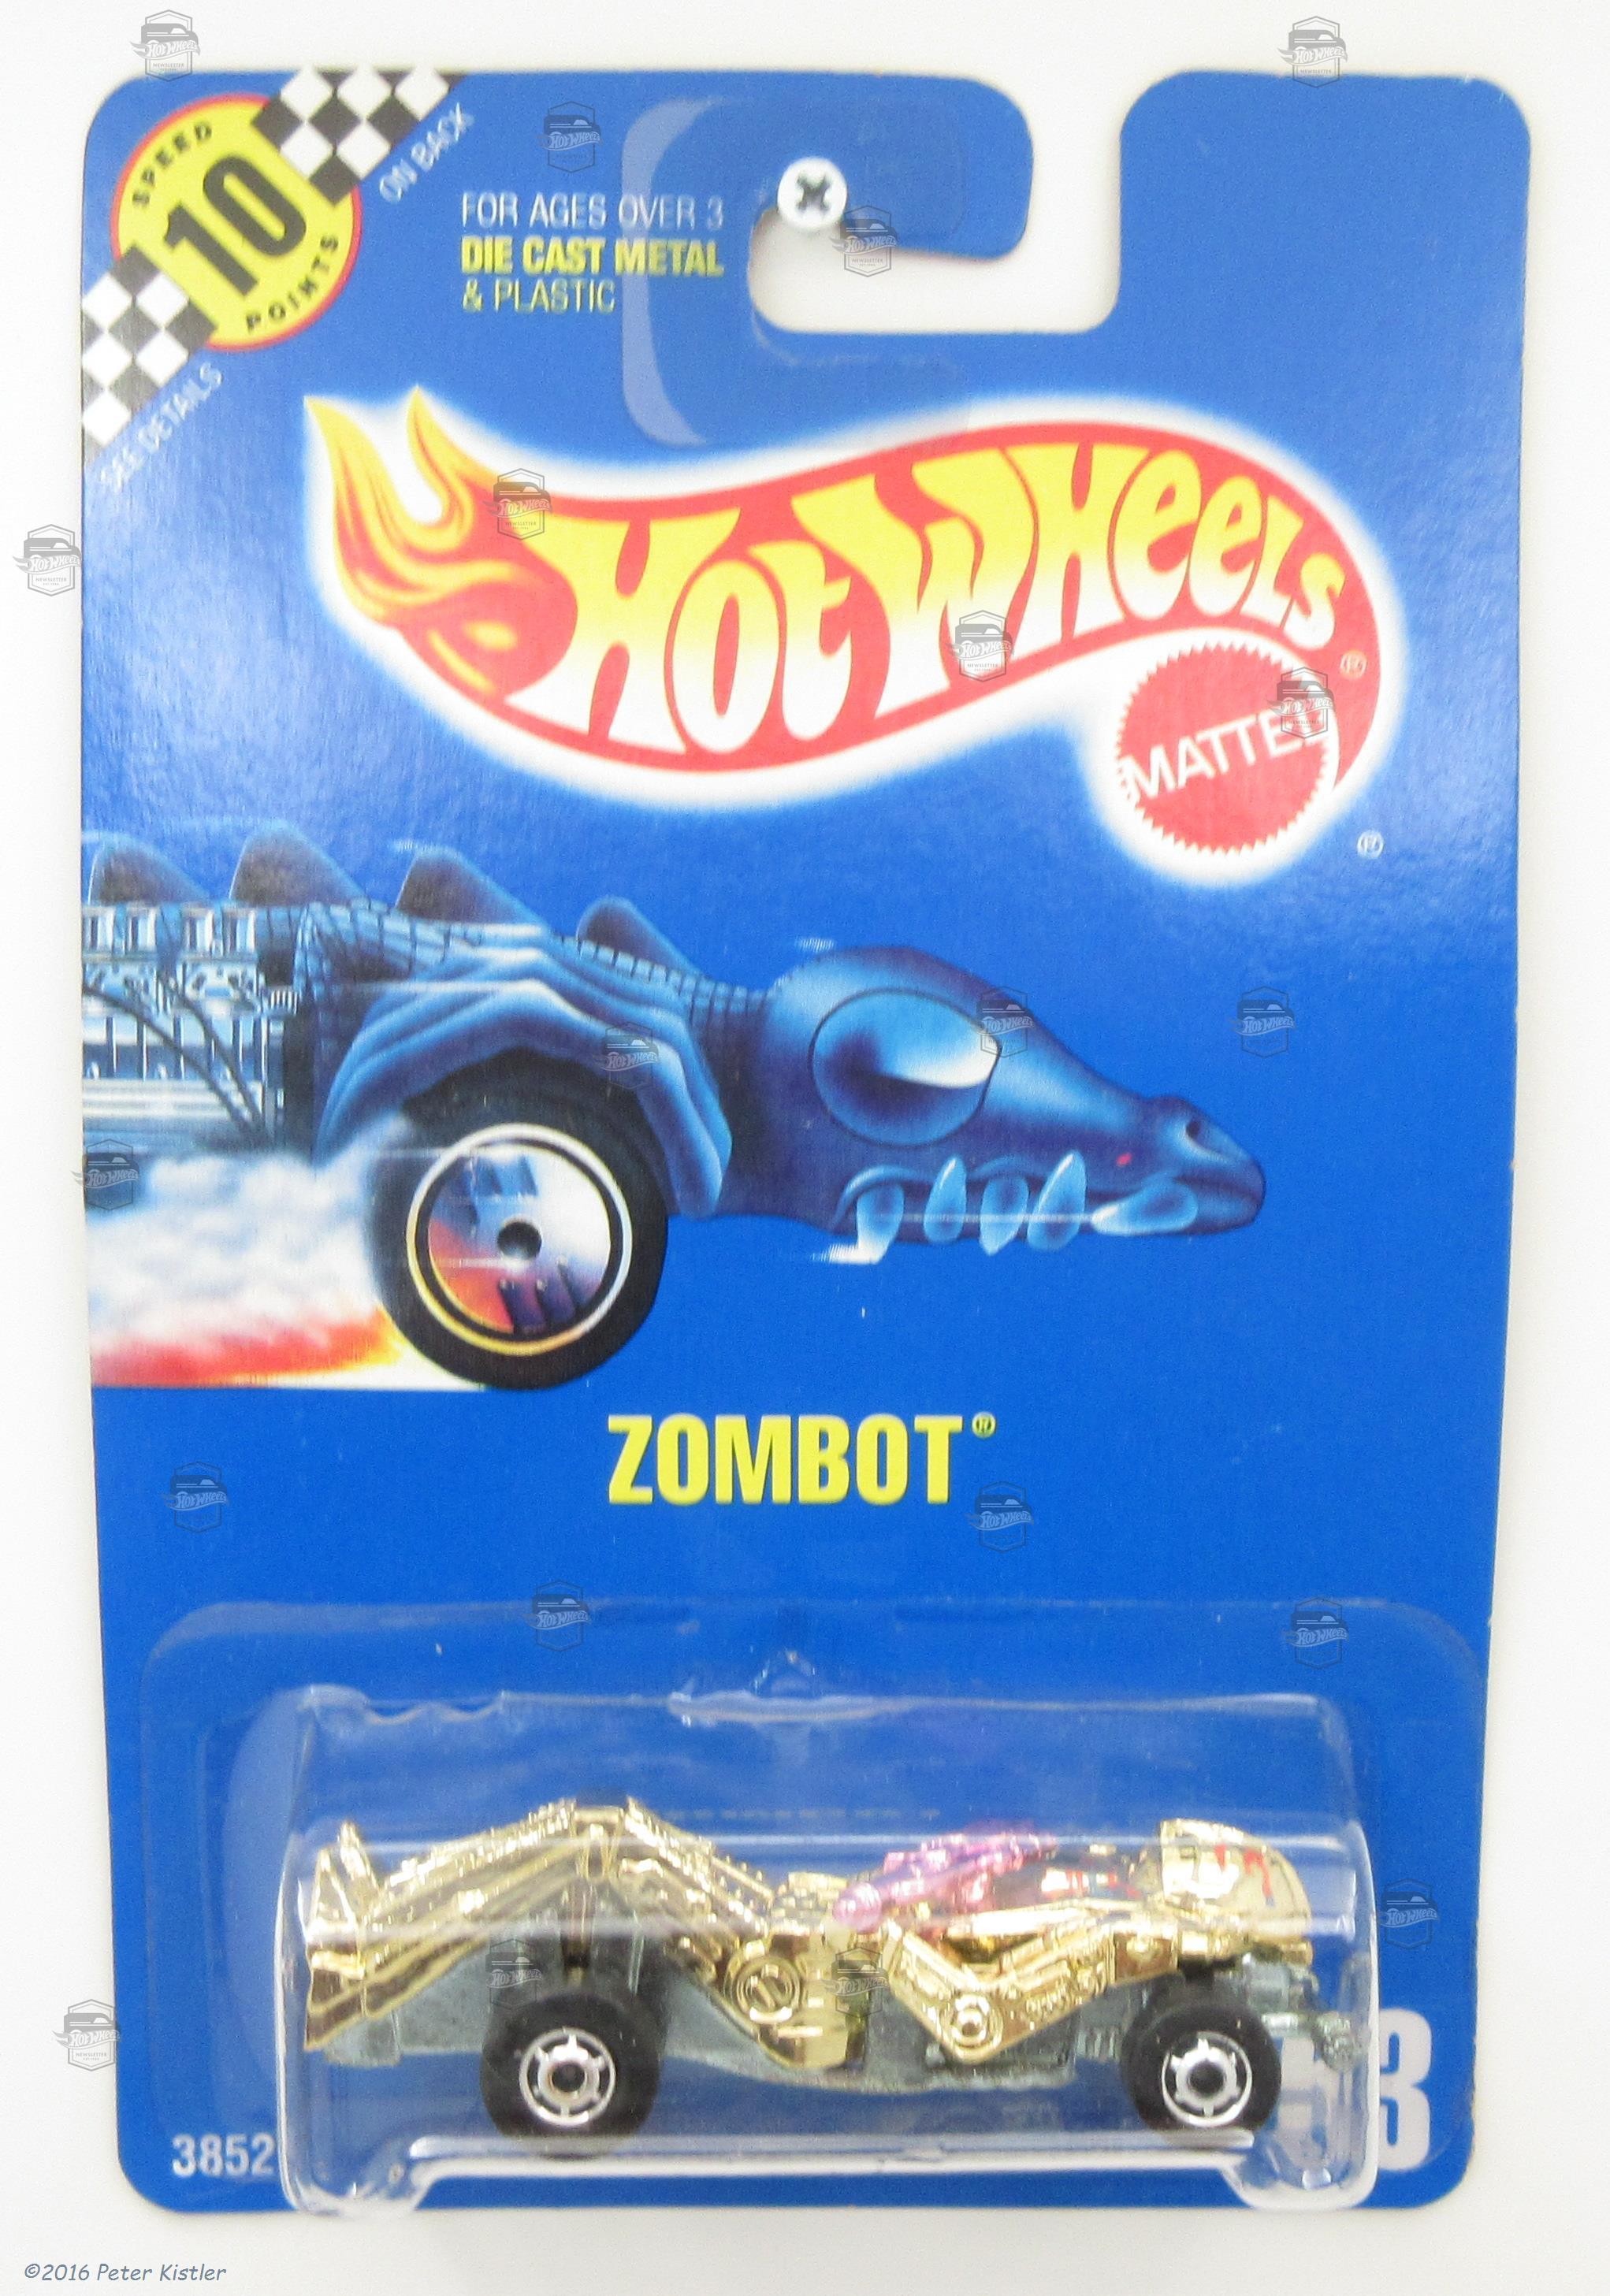 SPEED
10
POINTS
ON BACK
SEE DETAILS
FOR AGES OVER 3
DIE CAST METAL
& PLASTIC
HOT WHEELS®
MATTEL
®
ZOMBOT®
3852
53
©2016 Peter Kistler